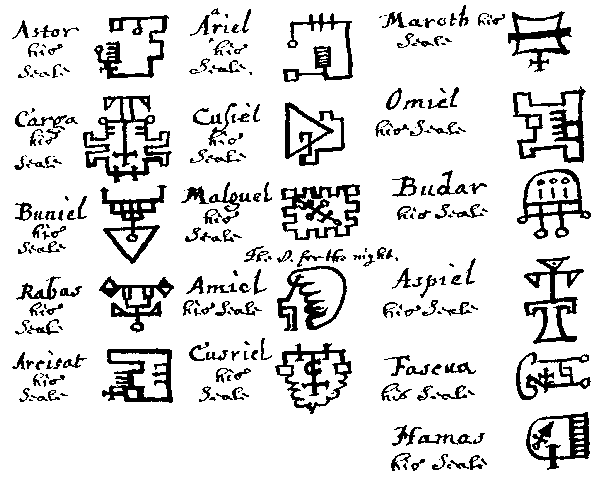 Astor
his
Seale
Carga
his
Seale
Buniel
his
Seale
Rabas
his
Seale
Arcisat
his
Seale
Ariel
his
Seale.
Cusiel
his
Seale
Malguel
his
Seale
The for the night.
Amiel
his Seale
Cusriel
his
Seale
Maroth his
Seale
Omiel
his Seale
Budar
his Seale
Aspiel
his Seale
Fascua
his Seale
Hamas
his Seale